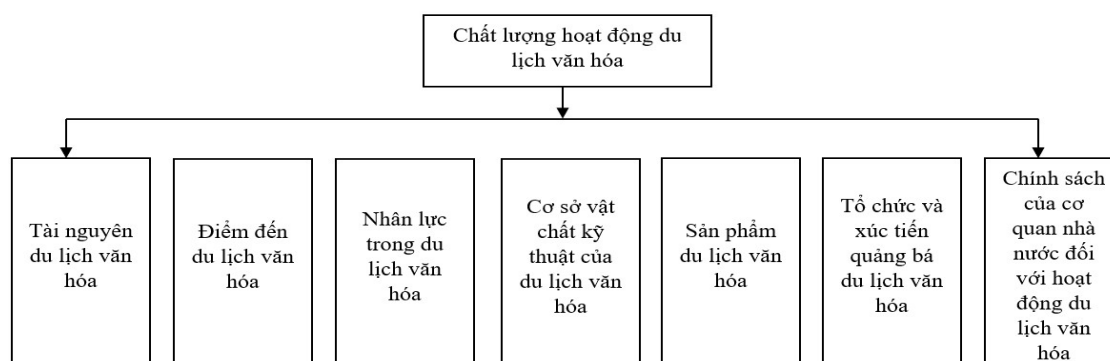 Chất lượng hoạt động du
lịch văn hóa
Tài nguyên
du lịch văn
hóa
Điểm đến
du lịch văn
hóa
Nhân lực
trong du
lịch văn
hóa
Cơ sở vật
chất kỹ
thuật của
du lịch văn
hóa
Sản phẩm
du lịch văn
hóa
Tổ chức và
xúc tiến
quảng bá
du lịch văn
hóa
Chính sách
của cơ
quan nhà
nước đối
với hoạt
động du
lịch văn
hóa